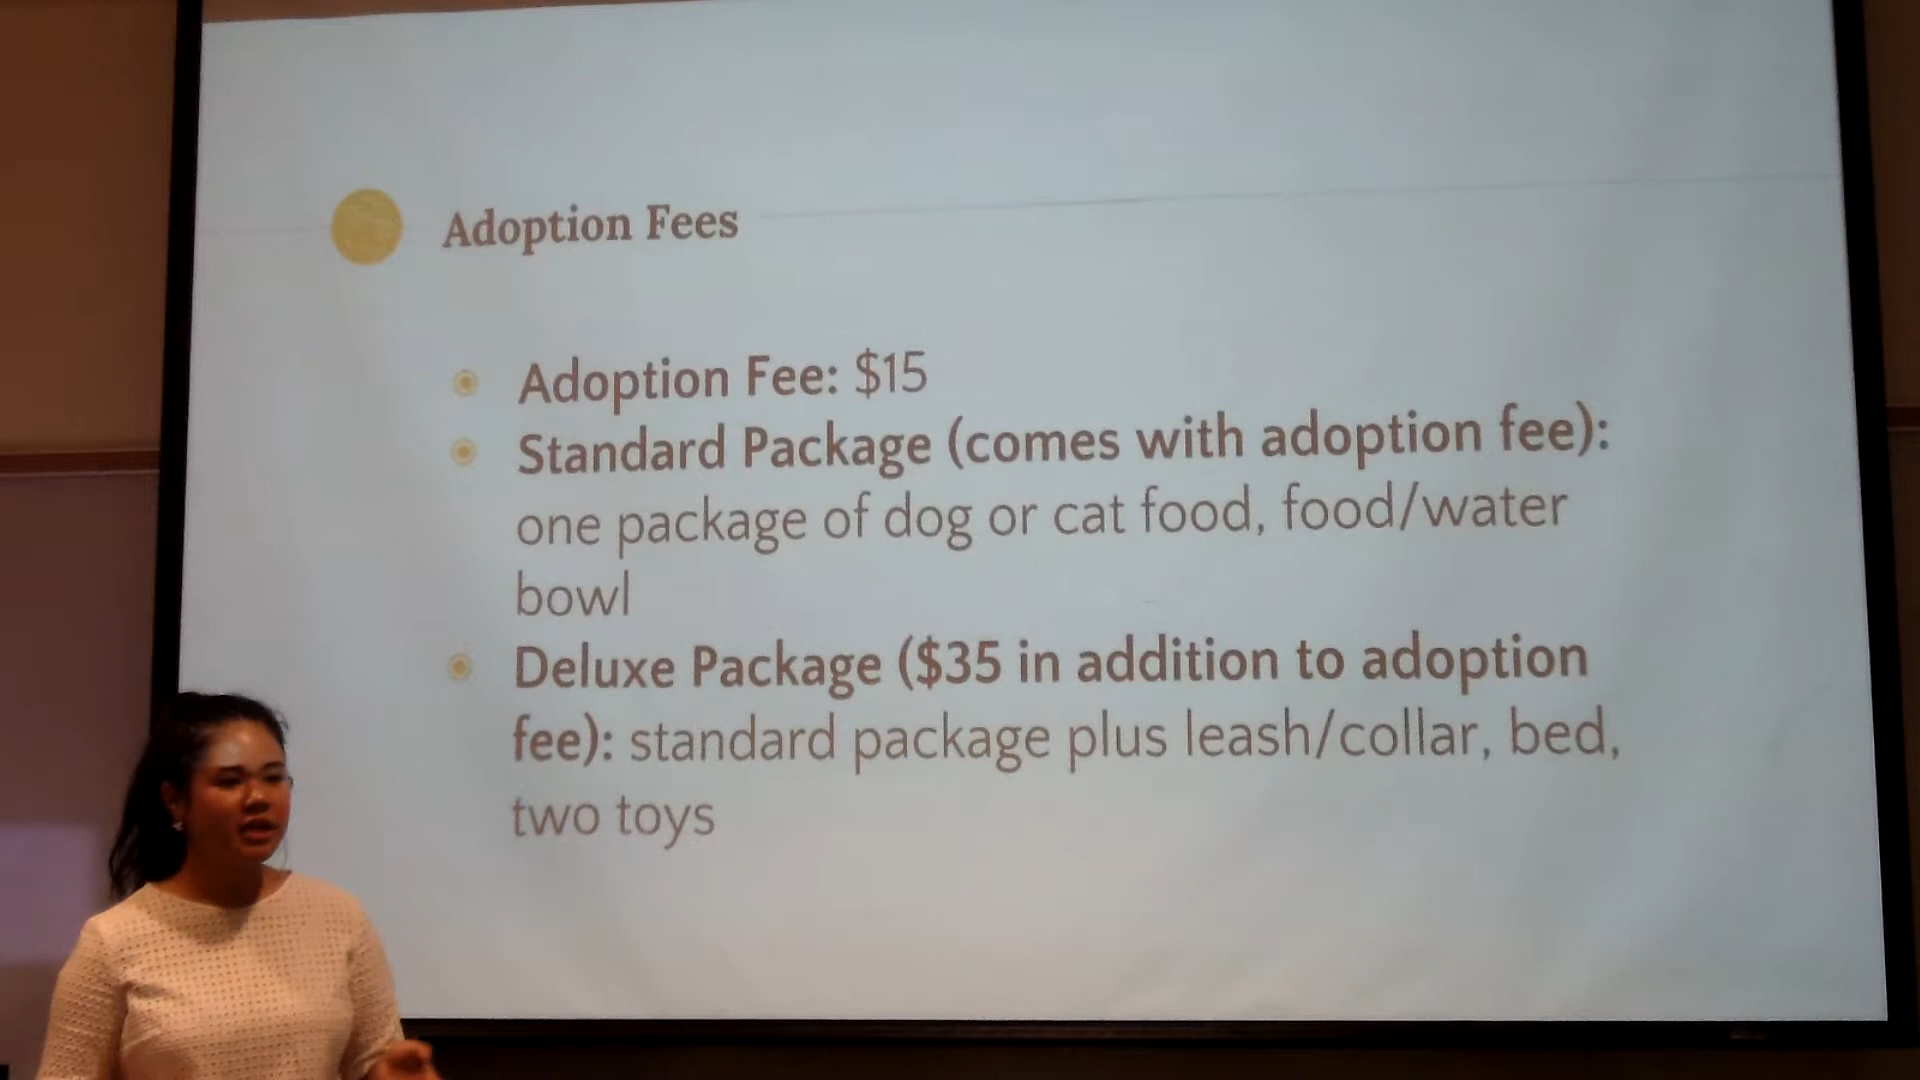 Adoption Fees
Adoption Fee: $15
Standard Package (comes with adoption fee):
one package of dog or cat food, food/water
bowl
Deluxe Package ($35 in addition to adoption
fee): standard package plus leash/collar, bed,
two toys